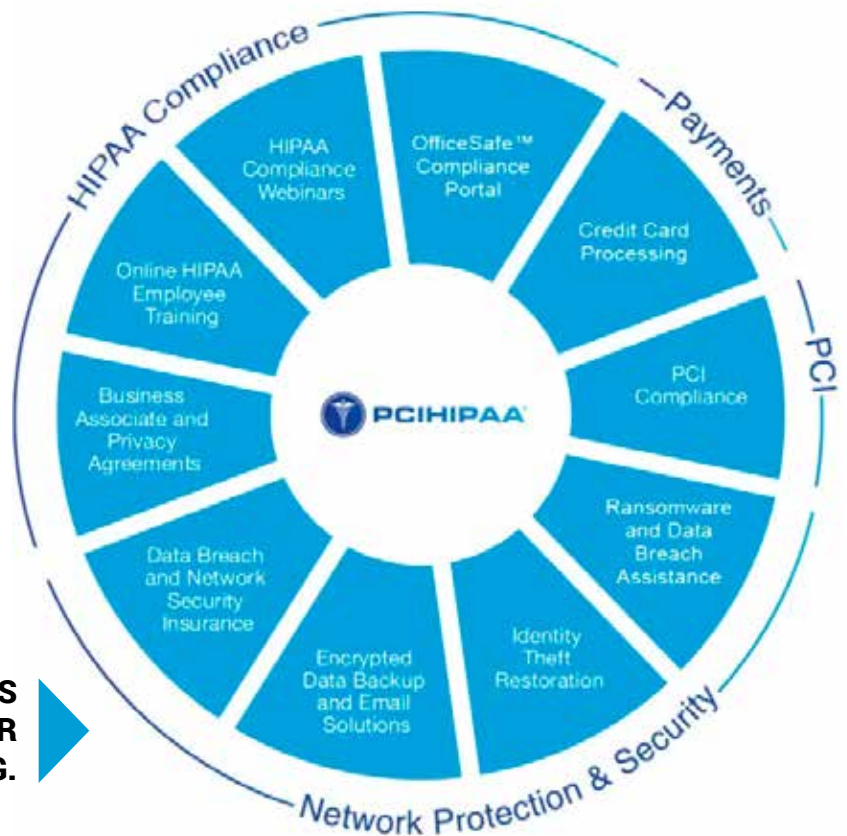 HIPAA Compliance
Payments
PCI
Network Protection & Security
OfficeSafe™
Compliance
Portal
Credit Card
Processing
PCI
Compliance
Ransomware
and Data
Breach
Assistance
Identity
Theft
Restoration
Encrypted
Data Backup
and Email
Solutions
Data Breach
and Network
Security
Insurance
Business
Associate and
Privacy
Agreements
Online HIPAA
Employee
Training
HIPAA
Compliance
Webinars
PCIHIPAA
S
R
G.